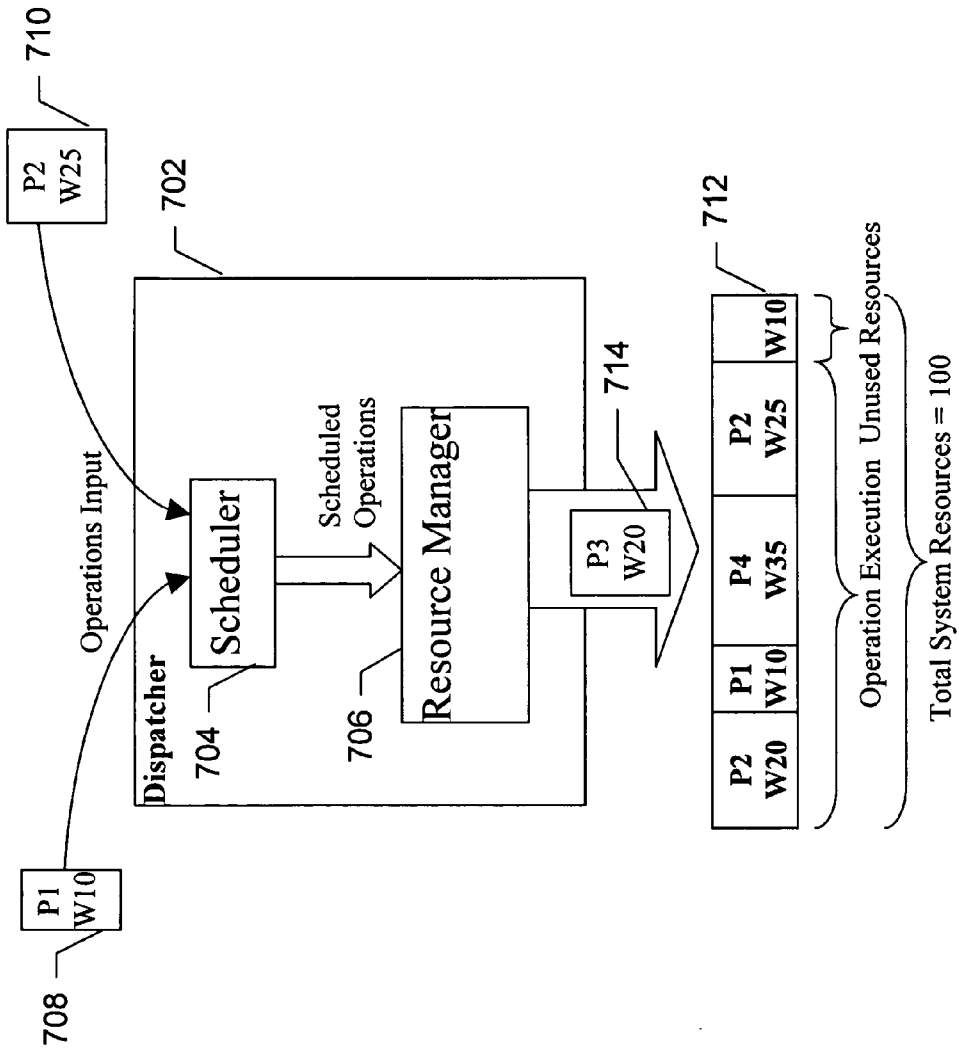 708
P1
W10
Operations Input
P2
W25
710
Dispatcher
702
704
Scheduler
Scheduled
Operations
706
Resource Manager
P3
W20
714
712
P2
W20
P1
W10
P4
W35
P2
W25
W10
Operation Execution
Unused Resources
Total System Resources = 100